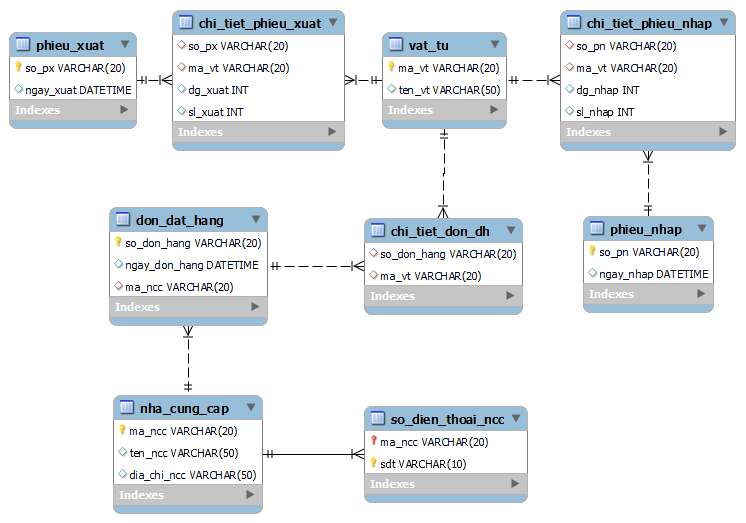 phieu_xuat
so_px VARCHAR(20)
ngay_xuat DATETIME
Indexes
chi_tiet_phieu_xuat
so_px VARCHAR(20)
ma_vt VARCHAR(20)
dg_xuat INT
sl_xuat INT
Indexes
vat_tu
ma_vt VARCHAR(20)
ten_vt VARCHAR(50)
Indexes
chi_tiet_phieu_nhap
so_pn VARCHAR(20)
ma_vt VARCHAR(20)
dg_nhap INT
sl_nhap INT
Indexes
don_dat_hang
so_don_hang VARCHAR(20)
ngay_don_hang DATETIME
ma_ncc VARCHAR(20)
Indexes
chi_tiet_don_dh
so_don_hang VARCHAR(20)
ma_vt VARCHAR(20)
Indexes
phieu_nhap
so_pn VARCHAR(20)
ngay_nhap DATETIME
Indexes
nha_cung_cap
ma_ncc VARCHAR(20)
ten_ncc VARCHAR(50)
dia_chi_ncc VARCHAR(50)
Indexes
so_dien_thoai_ncc
ma_ncc VARCHAR(20)
sdt VARCHAR(10)
Indexes